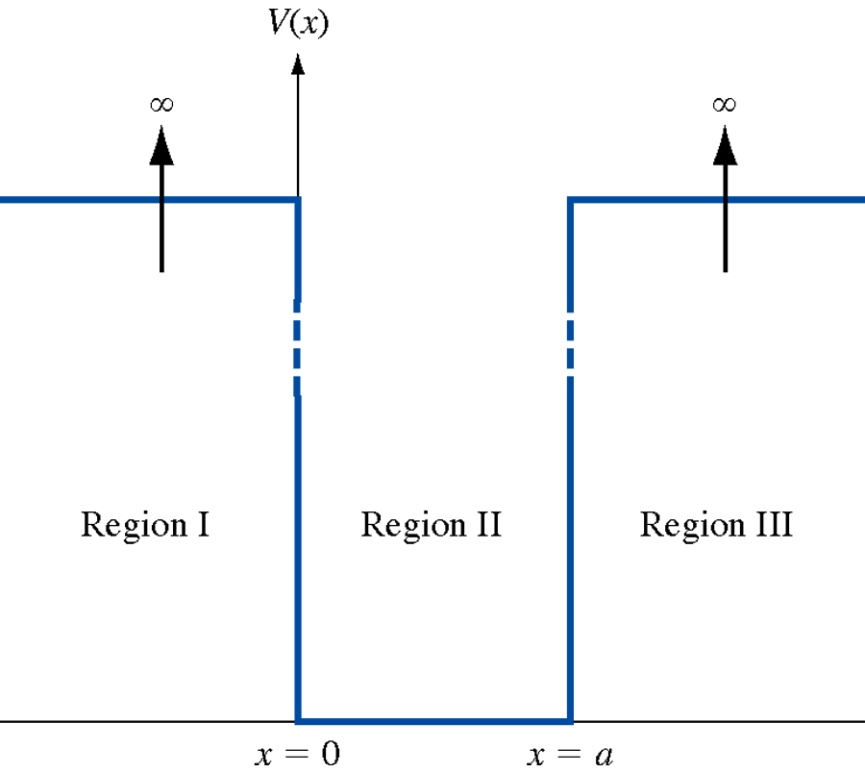 V(x)
∞ ∞
Region I Region II Region III
x = 0 x = a